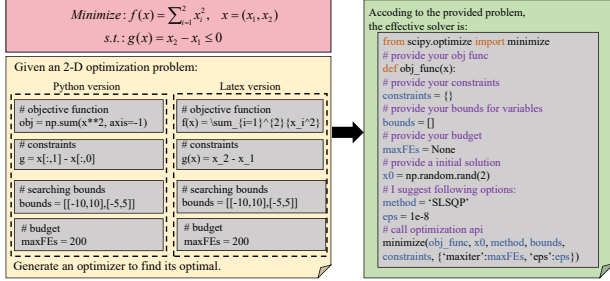 Minimize: f(x) = ∑_{i=1}^{2} x_i^2, x = (x_1, x_2)
s.t.: g(x) = x_2 − x_1 ≤ 0
Given an 2-D optimization problem:
Python version
# objective function
obj = np.sum(x**2, axis=-1)
# constraints
g = x[:,1] - x[:,0]
# searching bounds
bounds = [[-10,10],[-5,5]]
# budget
maxFEs = 200
Latex version
# objective function
f(x) = \sum_{i=1}^{2}{x_i^2}
# constraints
g(x) = x_2 - x_1
# searching bounds
bounds = [[-10,10],[-5,5]]
# budget
maxFEs = 200
Generate an optimizer to find its optimal.
Accoding to the provided problem,
the effective solver is:
from scipy.optimize import minimize
# provide your obj func
def obj_func(x):
# provide your constraints
constraints = {}
# provide your bounds for variables
bounds = []
# provide your budget
maxFEs = None
# provide a initial solution
x0 = np.random.rand(2)
# I suggest following options:
method = ‘SLSQP’
eps = 1e-8
# call optimization api
minimize(obj_func, x0, method, bounds,
constraints, {‘maxiter’:maxFEs, ‘eps’:eps})